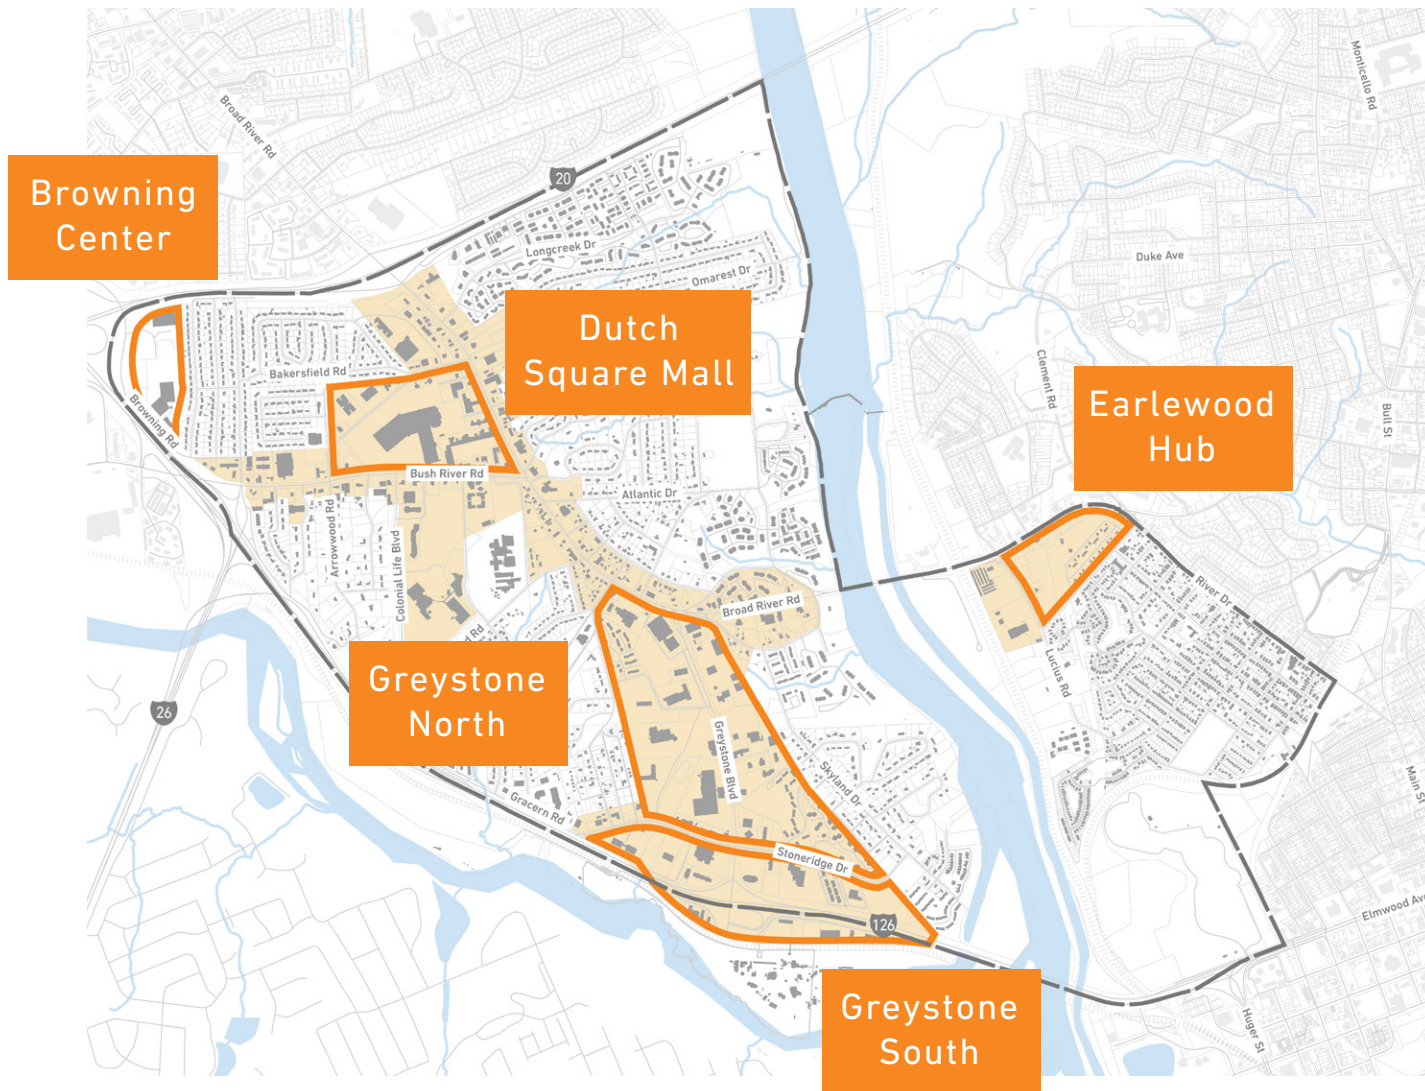 Monticello Rd
Broad River Rd
Browning
Center
20
Longcreek Dr
Duke Ave
Omarest Dr
Dutch
Square Mall
Bakersfield Rd
Clement Rd
Earlewood
Hub
Bull St
Browning Rd
Bush River Rd
Atlantic Dr
Arrowwood Rd
Colonial Life Blvd
Broad River Rd
River Dr
Rd
Lucius Rd
Greystone
North
26
Greystone Blvd
Skyland Dr
Gracern Rd
Main St
Stoneridge Dr
Elmwood Ave
126
Greystone
South
Huger St